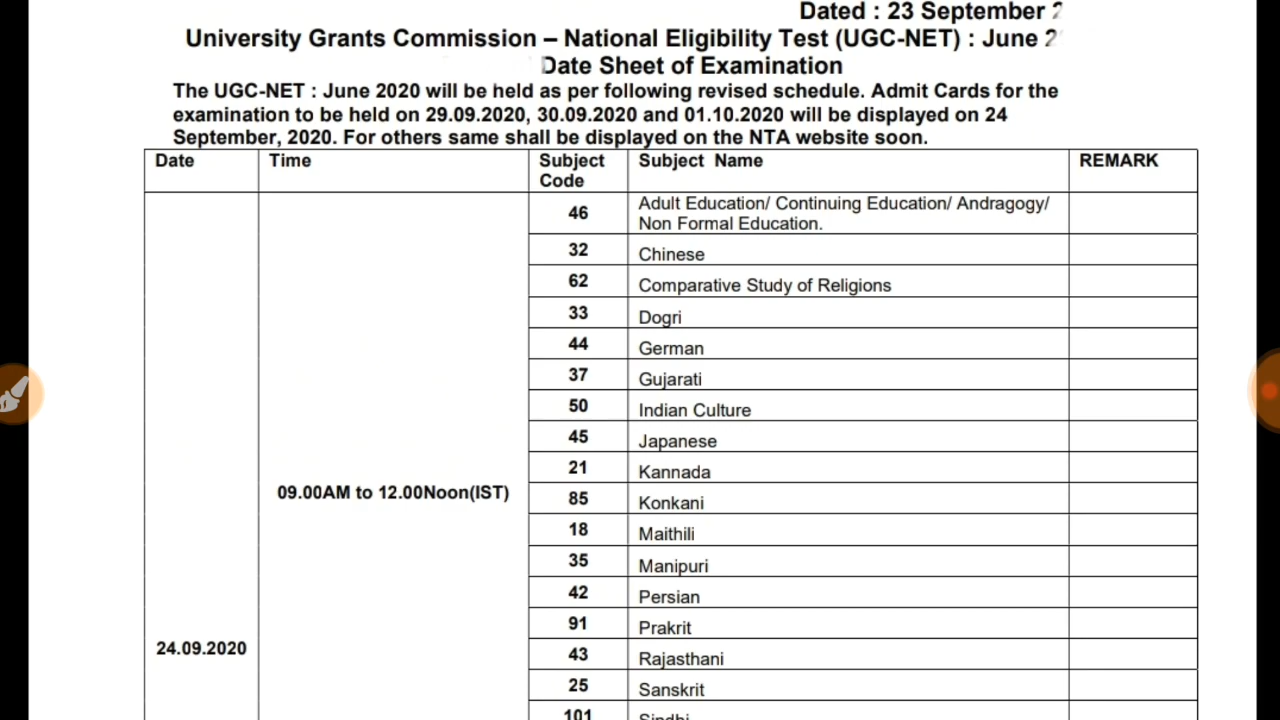 Dated : 23 September
University Grants Commission – National Eligibility Test (UGC-NET) : June
Date Sheet of Examination
The UGC-NET : June 2020 will be held as per following revised schedule. Admit Cards for the
examination to be held on 29.09.2020, 30.09.2020 and 01.10.2020 will be displayed on 24
September, 2020. For others same shall be displayed on the NTA website soon.
Date Time Subject Code Subject Name REMARK
46 Adult Education/ Continuing Education/ Andragogy/
Non Formal Education.
32 Chinese
62 Comparative Study of Religions
33 Dogri
44 German
37 Gujarati
50 Indian Culture
45 Japanese
21 Kannada
09.00AM to 12.00Noon(IST)
85 Konkani
18 Maithili
35 Manipuri
42 Persian
91 Prakrit
24.09.2020
43 Rajasthani
25 Sanskrit
101 Sindhi